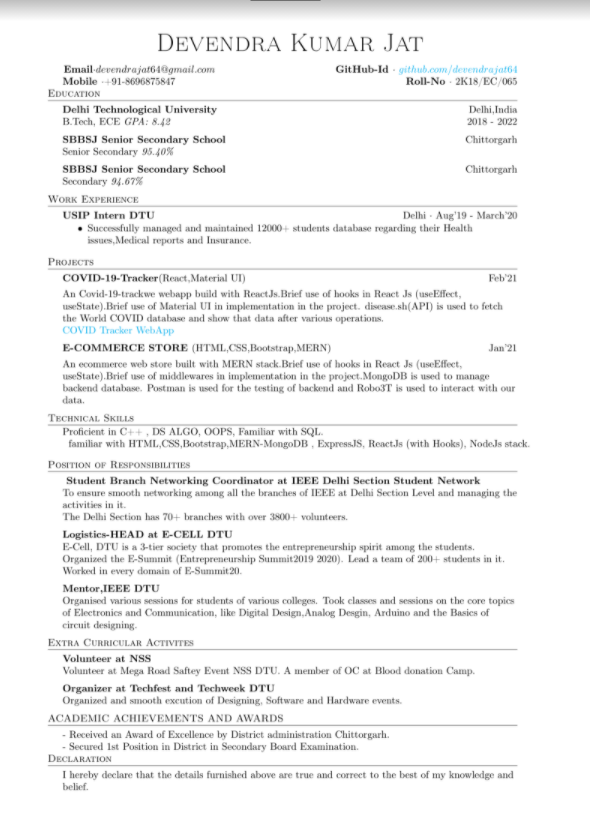 Devendra Kumar Jat
Email-devendrajat64@gmail.com GitHub-Id - github.com/devendrajat64
Mobile -+91-8696875847 Roll-No - 2K18/EC/065
Education
Delhi Technological University Delhi,India
B.Tech, ECE GPA: 8.42 2018 - 2022
SBBSJ Senior Secondary School Chittorgarh
Senior Secondary 95.40%
SBBSJ Senior Secondary School Chittorgarh
Secondary 94.67%
Work Experience
USIP Intern DTU Delhi - Aug'19 - March'20
• Successfully managed and maintained 12000+ students database regarding their Health
issues,Medical reports and Insurance.
Projects
COVID-19-Tracker(React,Material UI) Feb'21
An Covid-19-trackwe webapp build with ReactJs.Brief use of hooks in React Js (useEffect,
useState).Brief use of Material UI in implementation in the project. disease.sh(API) is used to fetch
the World COVID database and show that data after various operations.
COVID Tracker WebApp
E-COMMERCE STORE (HTML,CSS,Bootstrap,MERN) Jan'21
An ecommerce web store built with MERN stack.Brief use of hooks in React Js (useEffect,
useState).Brief use of middlewares in implementation in the project.MongoDB is used to manage
backend database. Postman is used for the testing of backend and Robo3T is used to interact with our
data.
Technical Skills
Proficient in C++ , DS ALGO, OOPS, Familiar with SQL.
familiar with HTML,CSS,Bootstrap,MERN-MongoDB , ExpressJS, ReactJs (with Hooks), NodeJs stack.
Position of Responsibilities
Student Branch Networking Coordinator at IEEE Delhi Section Student Network
To ensure smooth networking among all the branches of IEEE at Delhi Section Level and managing the
activities in it.
The Delhi Section has 70+ branches with over 3800+ volunteers.
Logistics-HEAD at E-CELL DTU
E-Cell, DTU is a 3-tier society that promotes the entrepreneurship spirit among the students.
Organized the E-Summit (Entrepreneurship Summit2019 2020). Lead a team of 200+ students in it.
Worked in every domain of E-Summit20.
Mentor,IEEE DTU
Organised various sessions for students of various colleges. Took classes and sessions on the core topics
of Electronics and Communication, like Digital Design,Analog Desgin, Arduino and the Basics of
circuit designing.
Extra Curricular Activites
Volunteer at NSS
Volunteer at Mega Road Saftey Event NSS DTU. A member of OC at Blood donation Camp.
Organizer at Techfest and Techweek DTU
Organized and smooth excution of Designing, Software and Hardware events.
ACADEMIC ACHIEVEMENTS AND AWARDS
- Received an Award of Excellence by District administration Chittorgarh.
- Secured 1st Position in District in Secondary Board Examination.
Declaration
I hereby declare that the details furnished above are true and correct to the best of my knowledge and
belief.